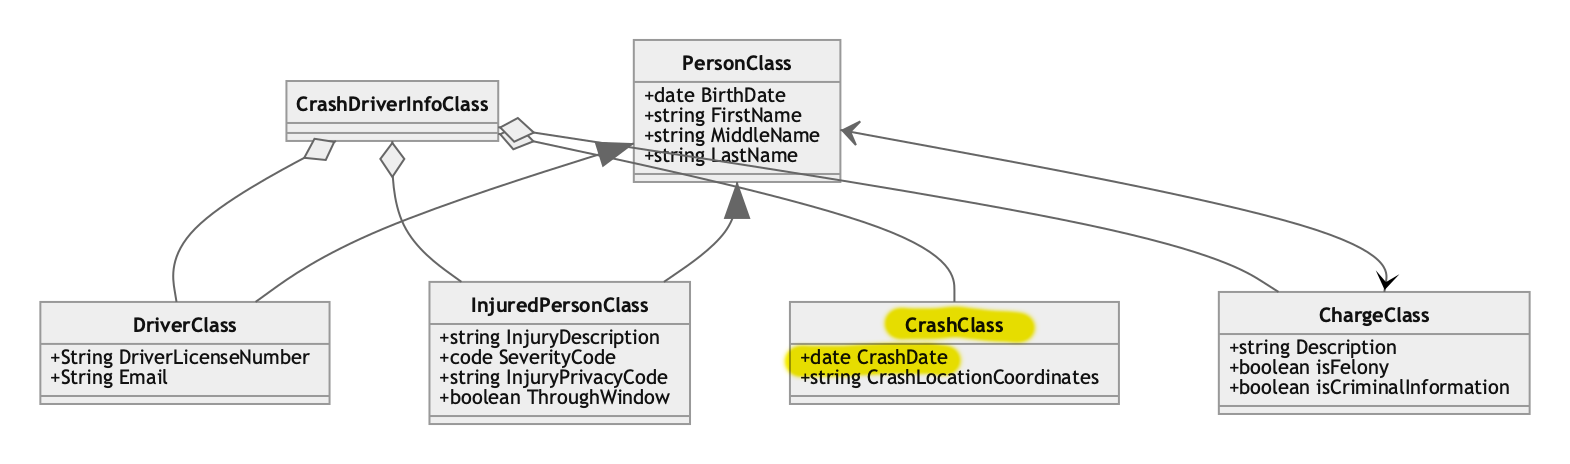 CrashDriverInfoClass
PersonClass
+date BirthDate
+string FirstName
+string MiddleName
+string LastName
DriverClass
+String DriverLicenseNumber
+String Email
InjuredPersonClass
+string InjuryDescription
+code SeverityCode
+string InjuryPrivacyCode
+boolean ThroughWindow
CrashClass
+date CrashDate
+string CrashLocationCoordinates
ChargeClass
+string Description
+boolean isFelony
+boolean isCriminalInformation